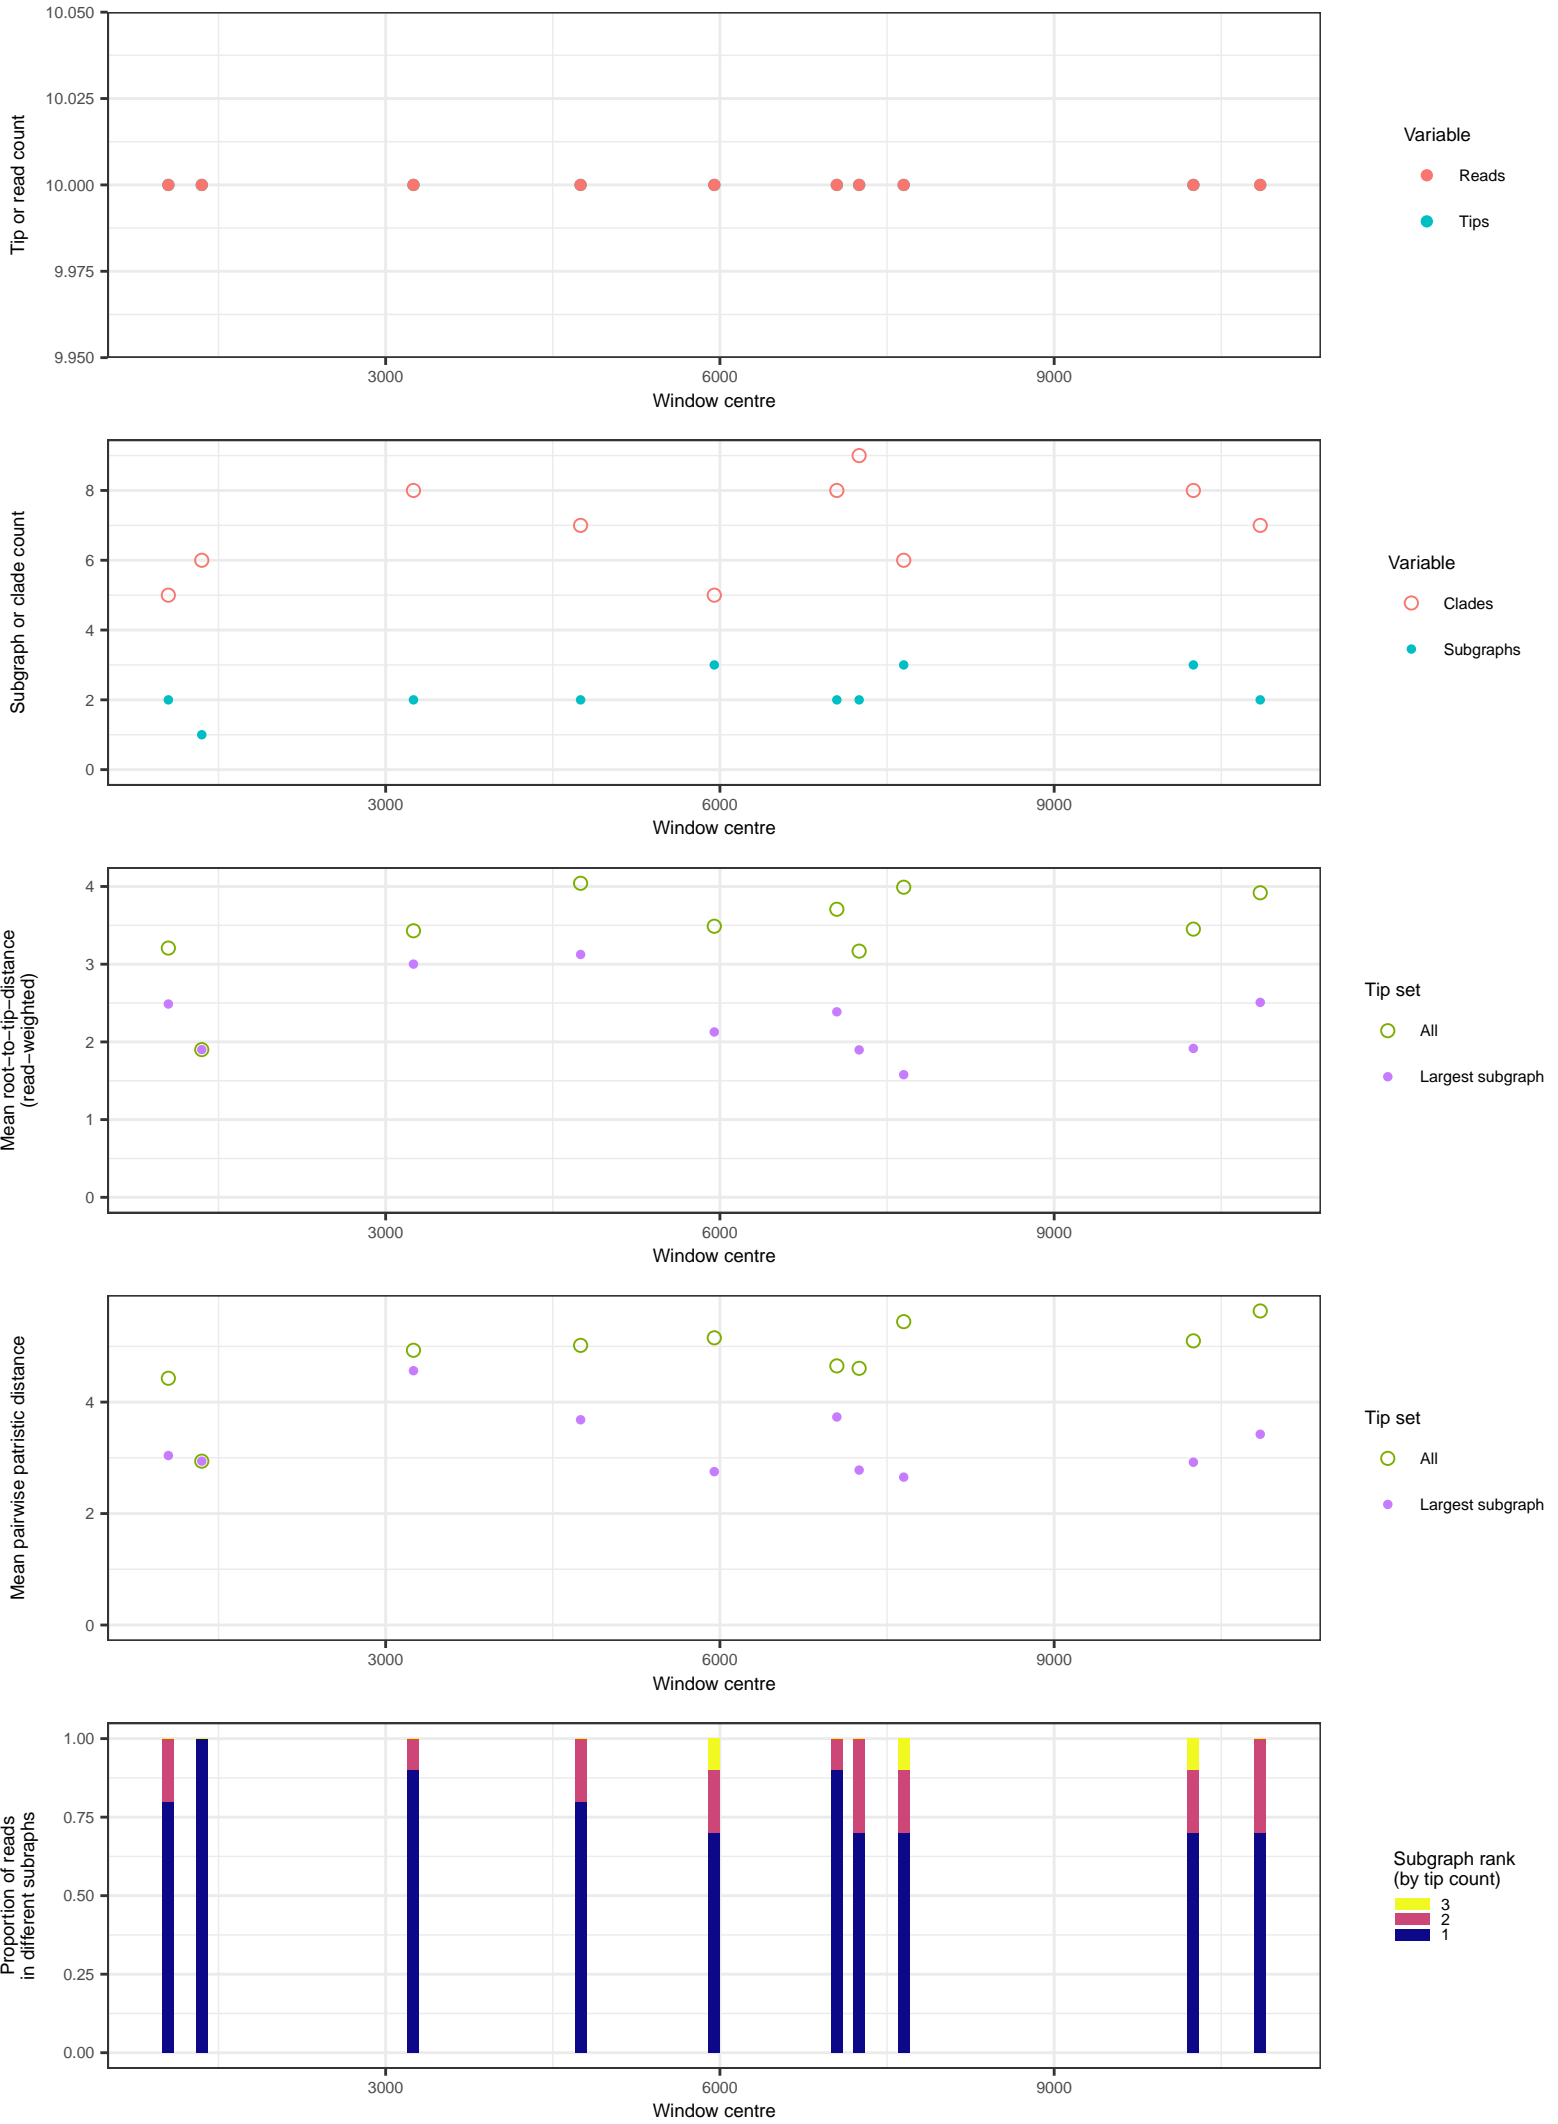 10.050
10.025
10.000
9.975
9.950
Tip or read count
3000
6000
9000
Window centre
Variable
Reads
Tips
8
6
4
2
0
Subgraph or clade count
3000
6000
9000
Window centre
Variable
Clades
Subgraphs
4
3
2
1
0
Mean root−to−tip−distance
(read−weighted)
3000
6000
9000
Window centre
Tip set
All
Largest subgraph
4
2
0
Mean pairwise patristic distance
3000
6000
9000
Window centre
Tip set
All
Largest subgraph
1.00
0.75
0.50
0.25
0.00
Proportion of reads
in different subraphs
3000
6000
9000
Window centre
Subgraph rank
(by tip count)
3
2
1